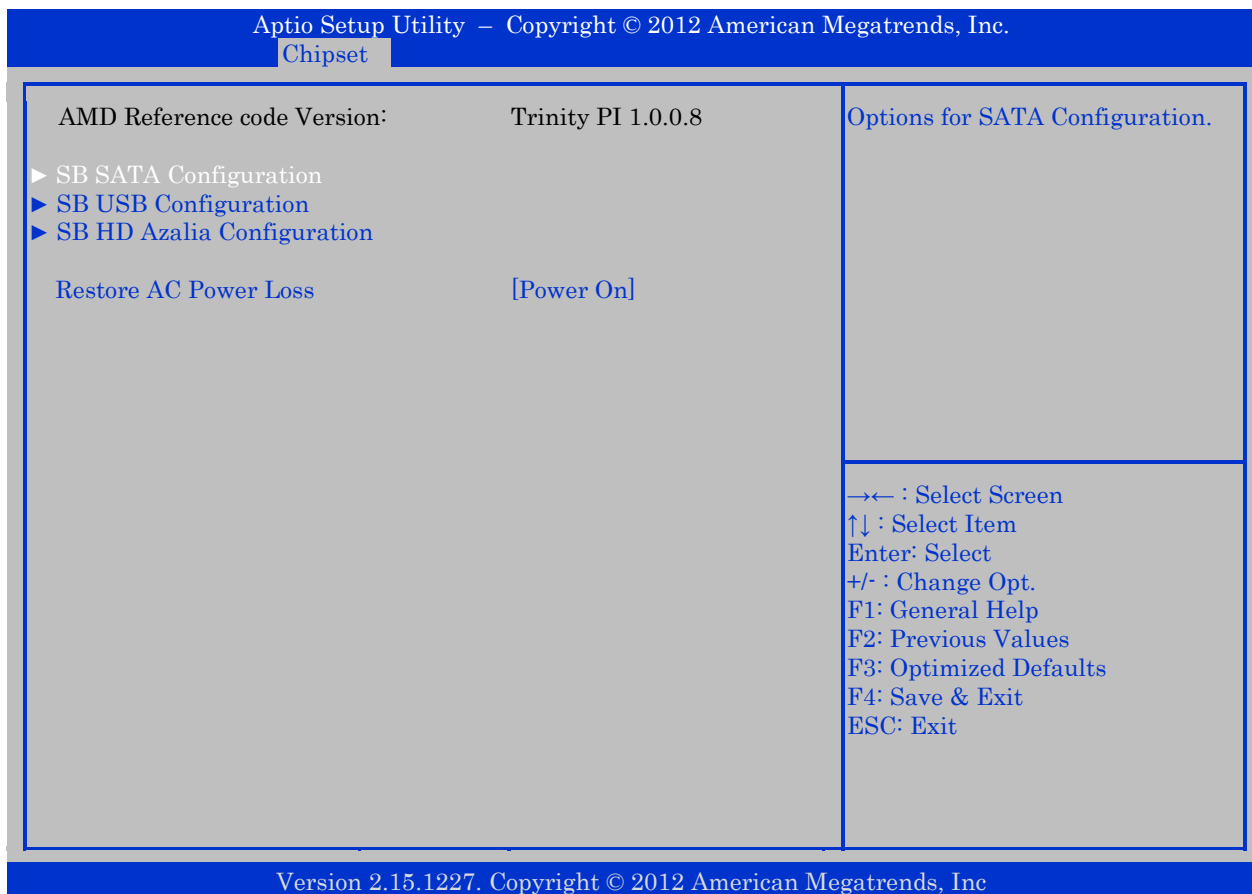 Aptio Setup Utility – Copyright © 2012 American Megatrends, Inc.
Chipset
AMD Reference code Version: Trinity PI 1.0.0.8
► SB SATA Configuration
► SB USB Configuration
► SB HD Azalia Configuration
Restore AC Power Loss [Power On]
Options for SATA Configuration.
→← : Select Screen
↑↓ : Select Item
Enter: Select
+/- : Change Opt.
F1: General Help
F2: Previous Values
F3: Optimized Defaults
F4: Save & Exit
ESC: Exit
Version 2.15.1227. Copyright © 2012 American Megatrends, Inc